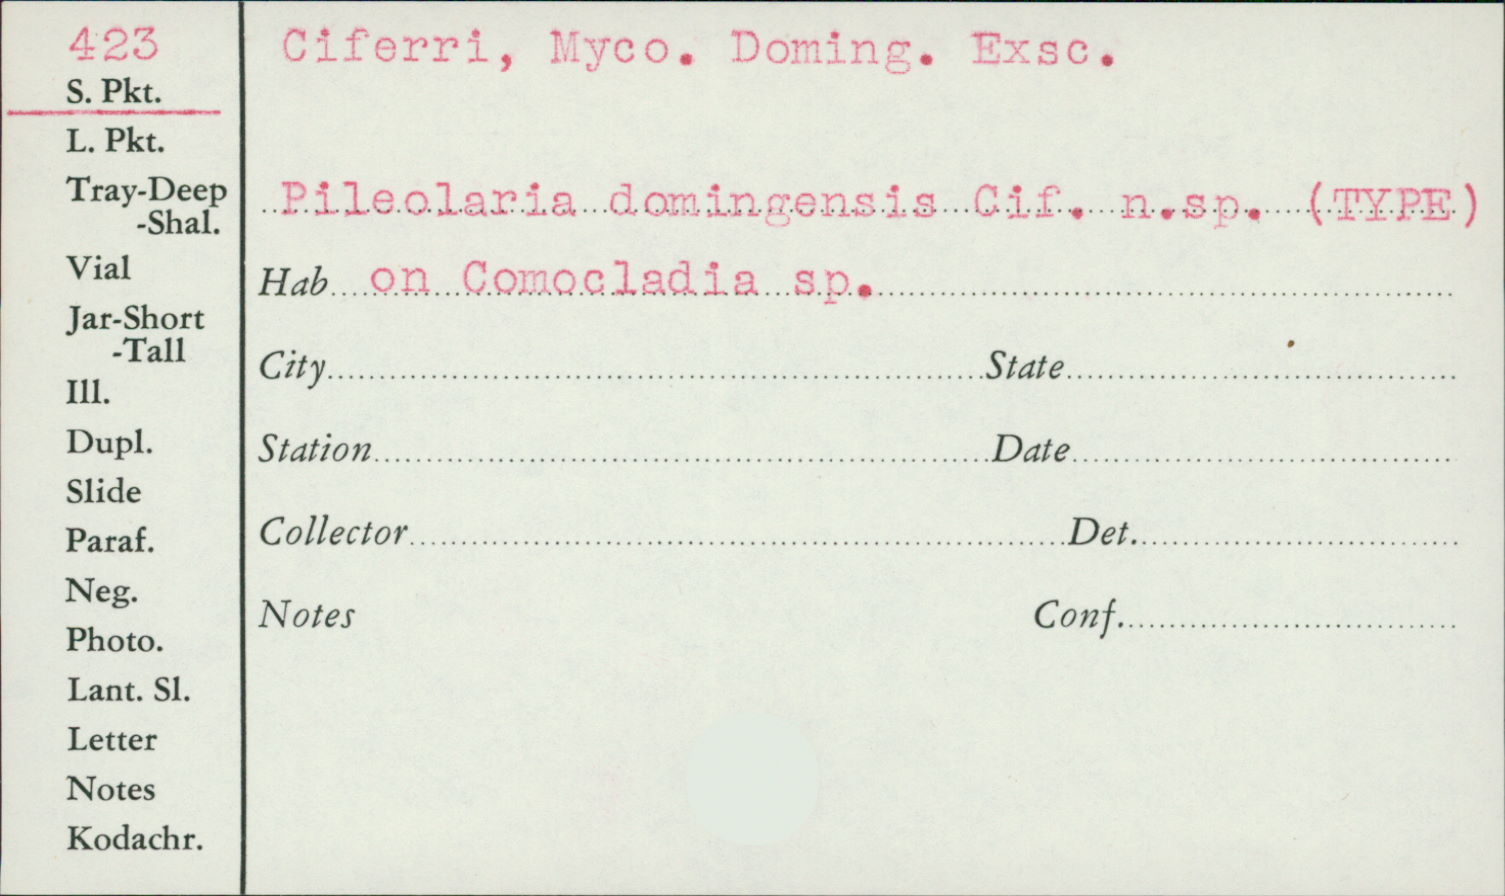 423
S. Pkt.
L. Pkt.
Tray-Deep
-Shal.
Vial
Jar-Short
-Tall
Ill.
Dupl.
Slide
Paraf.
Neg.
Photo.
Lant. Sl.
Letter
Notes
Kodachr.
Ciferri, Myco. Doming. Exsc.
Pileolaria domingensis Cif. n.sp. (TYPE)
Hab on Comocladia sp.
City State
Station Date
Collector Det.
Notes Conf.